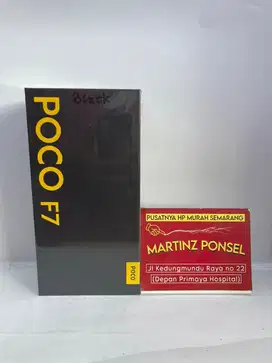 Black
POCO F7
POCO
PUSATNYA HP MURAH SEMARANG
MARTINZ PONSEL
Jl Kedungmundu Raya no 22
(Depan Primaya Hospital)